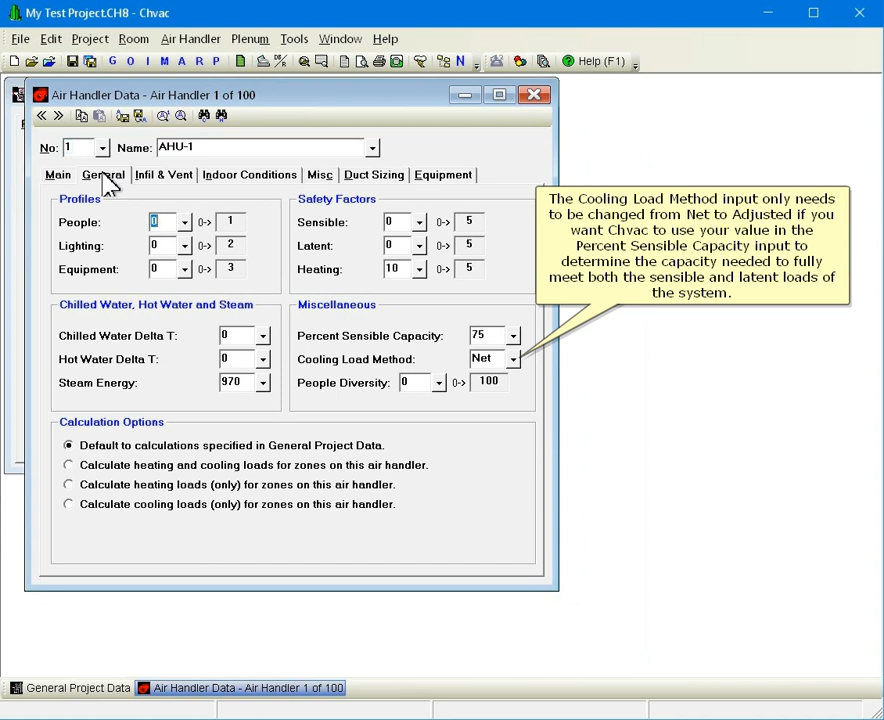 My Test Project.CH8 - Chvac
File Edit Project Room Air Handler Plenum Tools Window Help
G O I M A R P N Help (F1)
Air Handler Data - Air Handler 1 of 100
No: 1 Name: AHU-1
Main General Infil & Vent Indoor Conditions Misc Duct Sizing Equipment
Profiles
People: 0 0-> 1
Lighting: 0 0-> 2
Equipment: 0 0-> 3
Safety Factors
Sensible: 0 0-> 5
Latent: 0 0-> 5
Heating: 10 0-> 5
Chilled Water, Hot Water and Steam
Chilled Water Delta T: 0
Hot Water Delta T: 0
Steam Energy: 970
Miscellaneous
Percent Sensible Capacity: 75
Cooling Load Method: Net
People Diversity: 0 0-> 100
The Cooling Load Method input only needs
to be changed from Net to Adjusted if you
want Chvac to use your value in the
Percent Sensible Capacity input to
determine the capacity needed to fully
meet both the sensible and latent loads of
the system.
Calculation Options
Default to calculations specified in General Project Data.
Calculate heating and cooling loads for zones on this air handler.
Calculate heating loads (only) for zones on this air handler.
Calculate cooling loads (only) for zones on this air handler.
General Project Data Air Handler Data - Air Handler 1 of 100